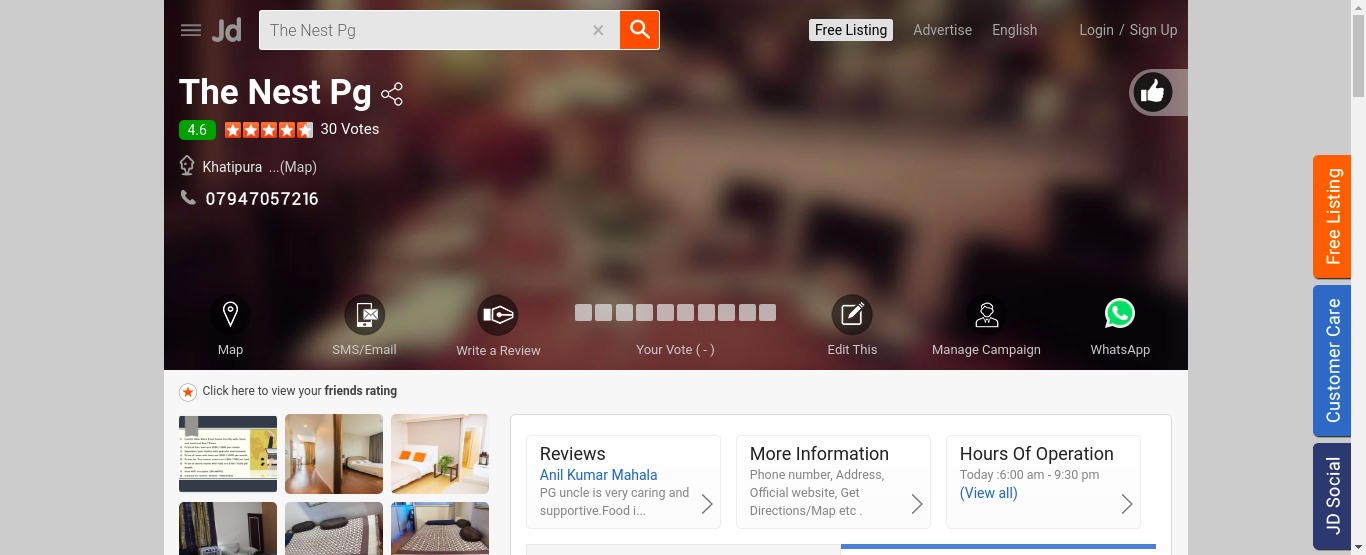 Jd
The Nest Pg
Free Listing
Advertise
English
Login / Sign Up
The Nest Pg
4.6
30 Votes
Khatipura ...(Map)
07947057216
Map
SMS/Email
Write a Review
Your Vote ( - )
Edit This
Manage Campaign
WhatsApp
Click here to view your friends rating
Reviews
Anil Kumar Mahala
PG uncle is very caring and
supportive.Food i...
More Information
Phone number, Address,
Official website, Get
Directions/Map etc .
Hours Of Operation
Today :6:00 am - 9:30 pm
(View all)
Free Listing
Customer Care
JD Social